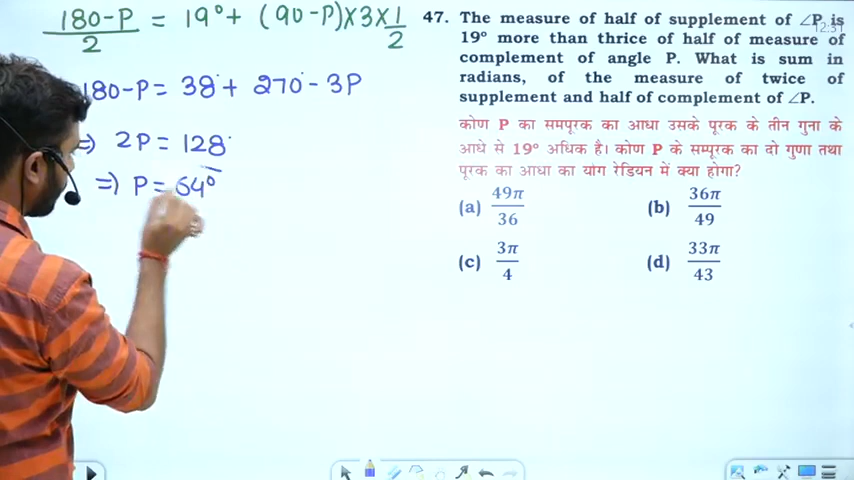 180-P/2 = 19° + (90-P)×3×1/2
180-P = 38° + 270° - 3P
⇒ 2P = 128°
⇒ P = 64°
12:31
47. The measure of half of supplement of ∠P is
19° more than thrice of half of measure of
complement of angle P. What is sum in
radians, of the measure of twice of
supplement and half of complement of ∠P.
कोण P का समपूरक का आधा उसके पूरक के तीन गुना के
आधे से 19° अधिक है। कोण P के सम्पूरक का दो गुणा तथा
पूरक का आधा का योग रेडियन में क्या होगा?
(a) 49π/36 (b) 36π/49
(c) 3π/4 (d) 33π/43